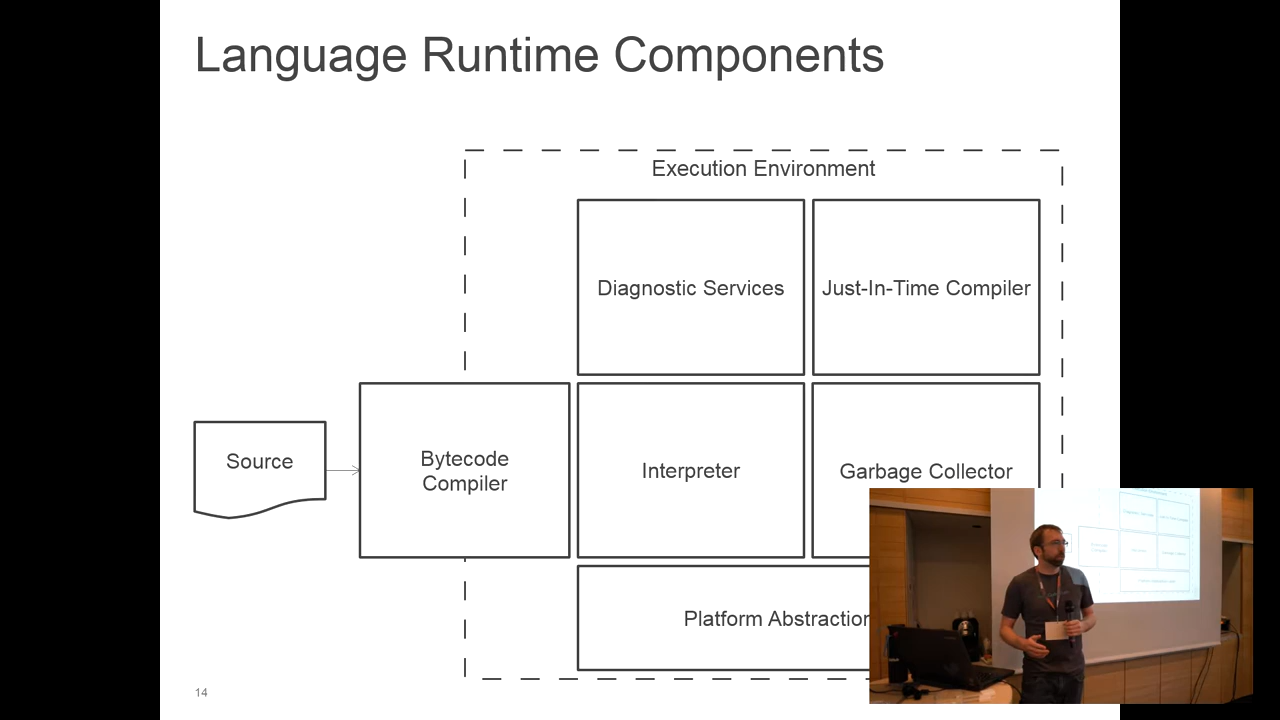 Language Runtime Components
Execution Environment
Diagnostic Services
Just-In-Time Compiler
Source
Bytecode
Compiler
Interpreter
Garbage Collector
Platform Abstraction
14